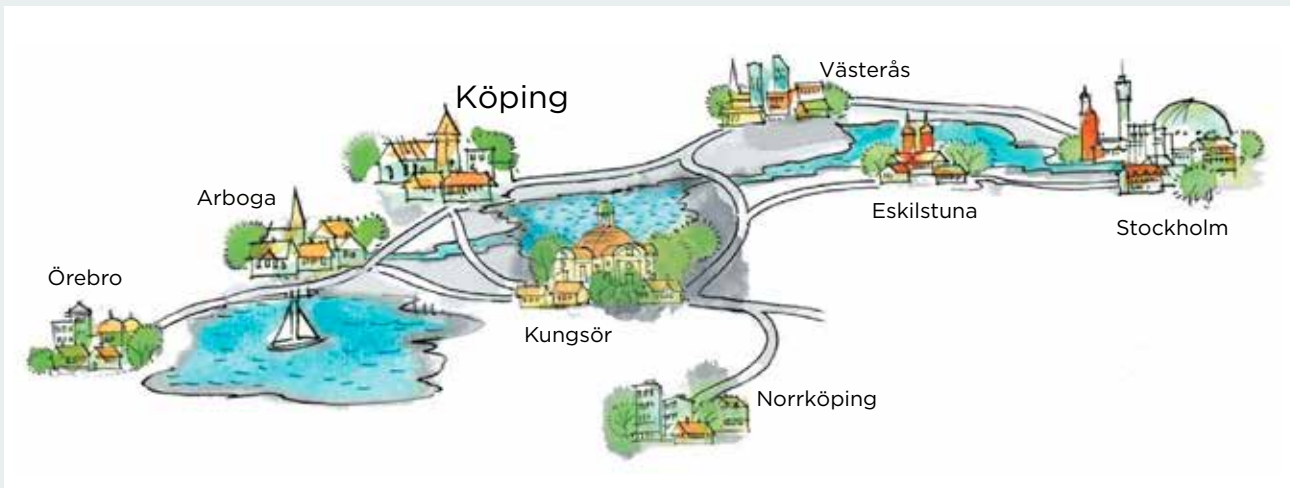 Västerås
Köping
Arboga
Eskilstuna
Stockholm
Örebro
Kungsör
Norrköping